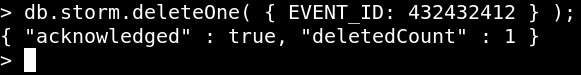 > db.storm.deleteOne( { EVENT_ID: 432432412 } );
{ "acknowledged" : true, "deletedCount" : 1 }
>